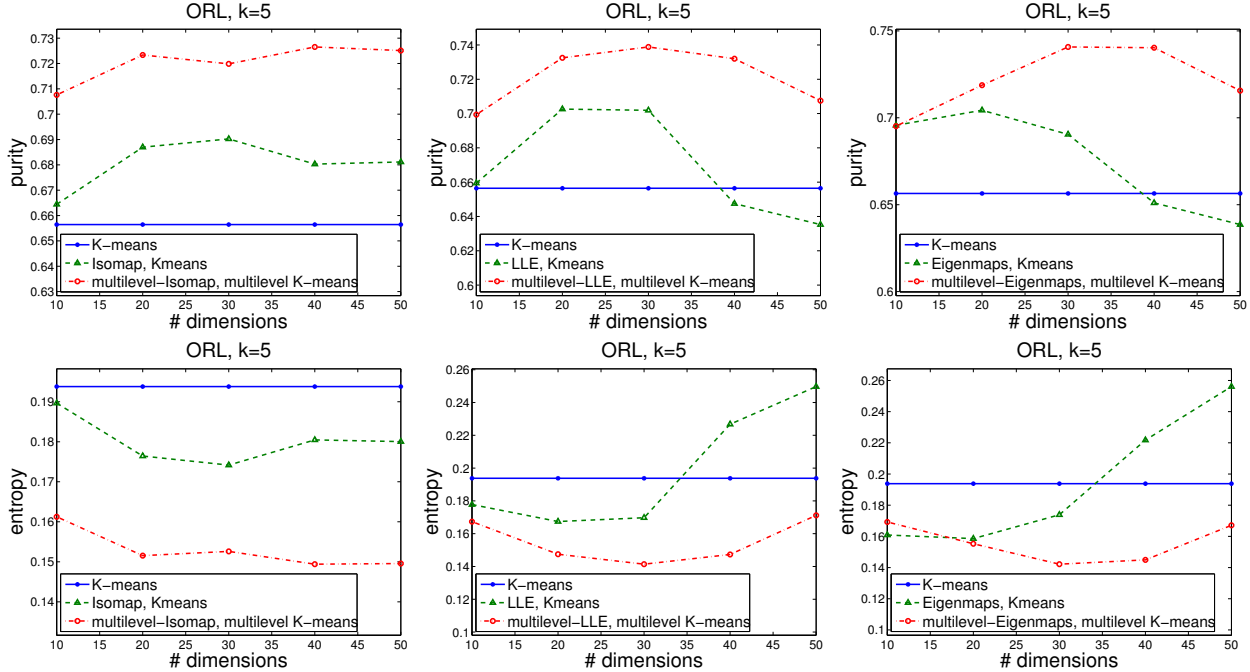 ORL, k=5
0.73
0.72
0.71
0.7
0.69
0.68
0.67
0.66
0.65
0.64
0.63
purity
K−means
Isomap, Kmeans
multilevel−Isomap, multilevel K−means
10 15 20 25 30 35 40 45 50
# dimensions
ORL, k=5
0.74
0.72
0.7
0.68
0.66
0.64
0.62
0.6
purity
K−means
LLE, Kmeans
multilevel−LLE, multilevel K−means
10 15 20 25 30 35 40 45 50
# dimensions
ORL, k=5
0.75
0.7
0.65
0.6
purity
K−means
Eigenmaps, Kmeans
multilevel−Eigenmaps, multilevel K−means
10 15 20 25 30 35 40 45 50
# dimensions
ORL, k=5
0.19
0.18
0.17
0.16
0.15
0.14
entropy
K−means
Isomap, Kmeans
multilevel−Isomap, multilevel K−means
10 15 20 25 30 35 40 45 50
# dimensions
ORL, k=5
0.26
0.24
0.22
0.2
0.18
0.16
0.14
0.12
0.1
entropy
K−means
LLE, Kmeans
multilevel−LLE, multilevel K−means
10 15 20 25 30 35 40 45 50
# dimensions
ORL, k=5
0.26
0.24
0.22
0.2
0.18
0.16
0.14
0.12
0.1
entropy
K−means
Eigenmaps, Kmeans
multilevel−Eigenmaps, multilevel K−means
10 15 20 25 30 35 40 45 50
# dimensions